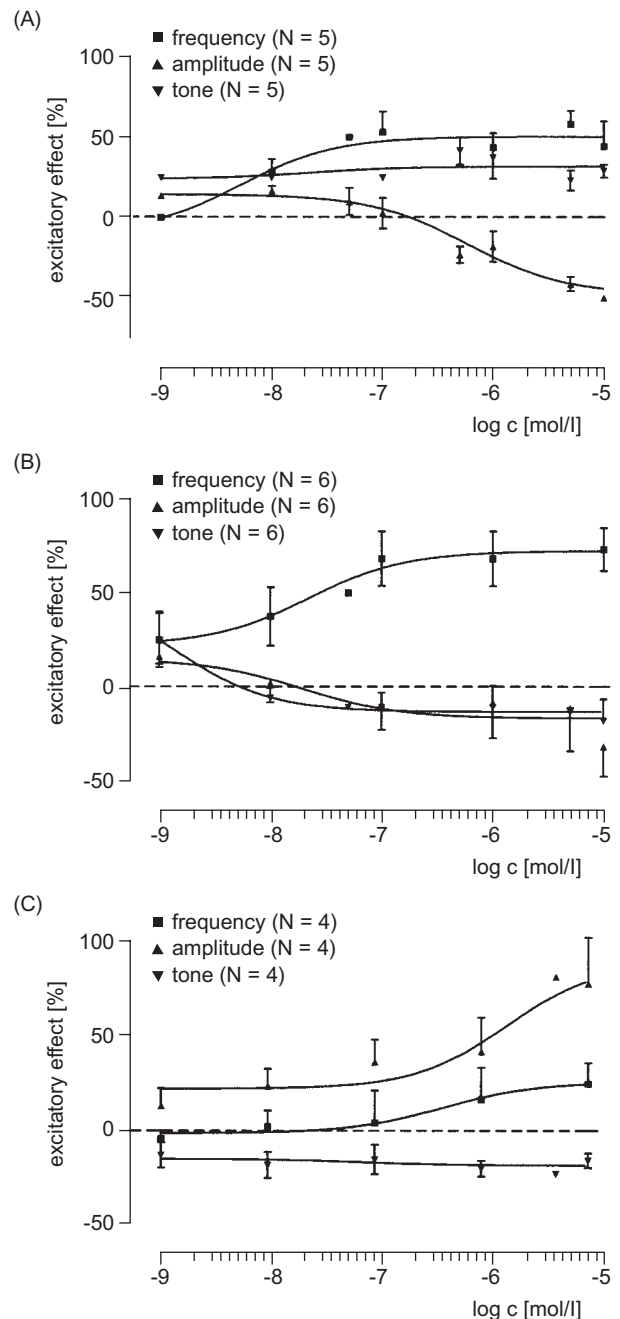 (A)
■ frequency (N = 5)
▲ amplitude (N = 5)
▼ tone (N = 5)
excitatory effect [%]
100
50
0
-50
-9 -8 -7 -6 -5
log c [mol/l]
(B)
■ frequency (N = 6)
▲ amplitude (N = 6)
▼ tone (N = 6)
excitatory effect [%]
100
50
0
-50
-9 -8 -7 -6 -5
log c [mol/l]
(C)
■ frequency (N = 4)
▲ amplitude (N = 4)
▼ tone (N = 4)
excitatory effect [%]
100
50
0
-50
-9 -8 -7 -6 -5
log c [mol/l]